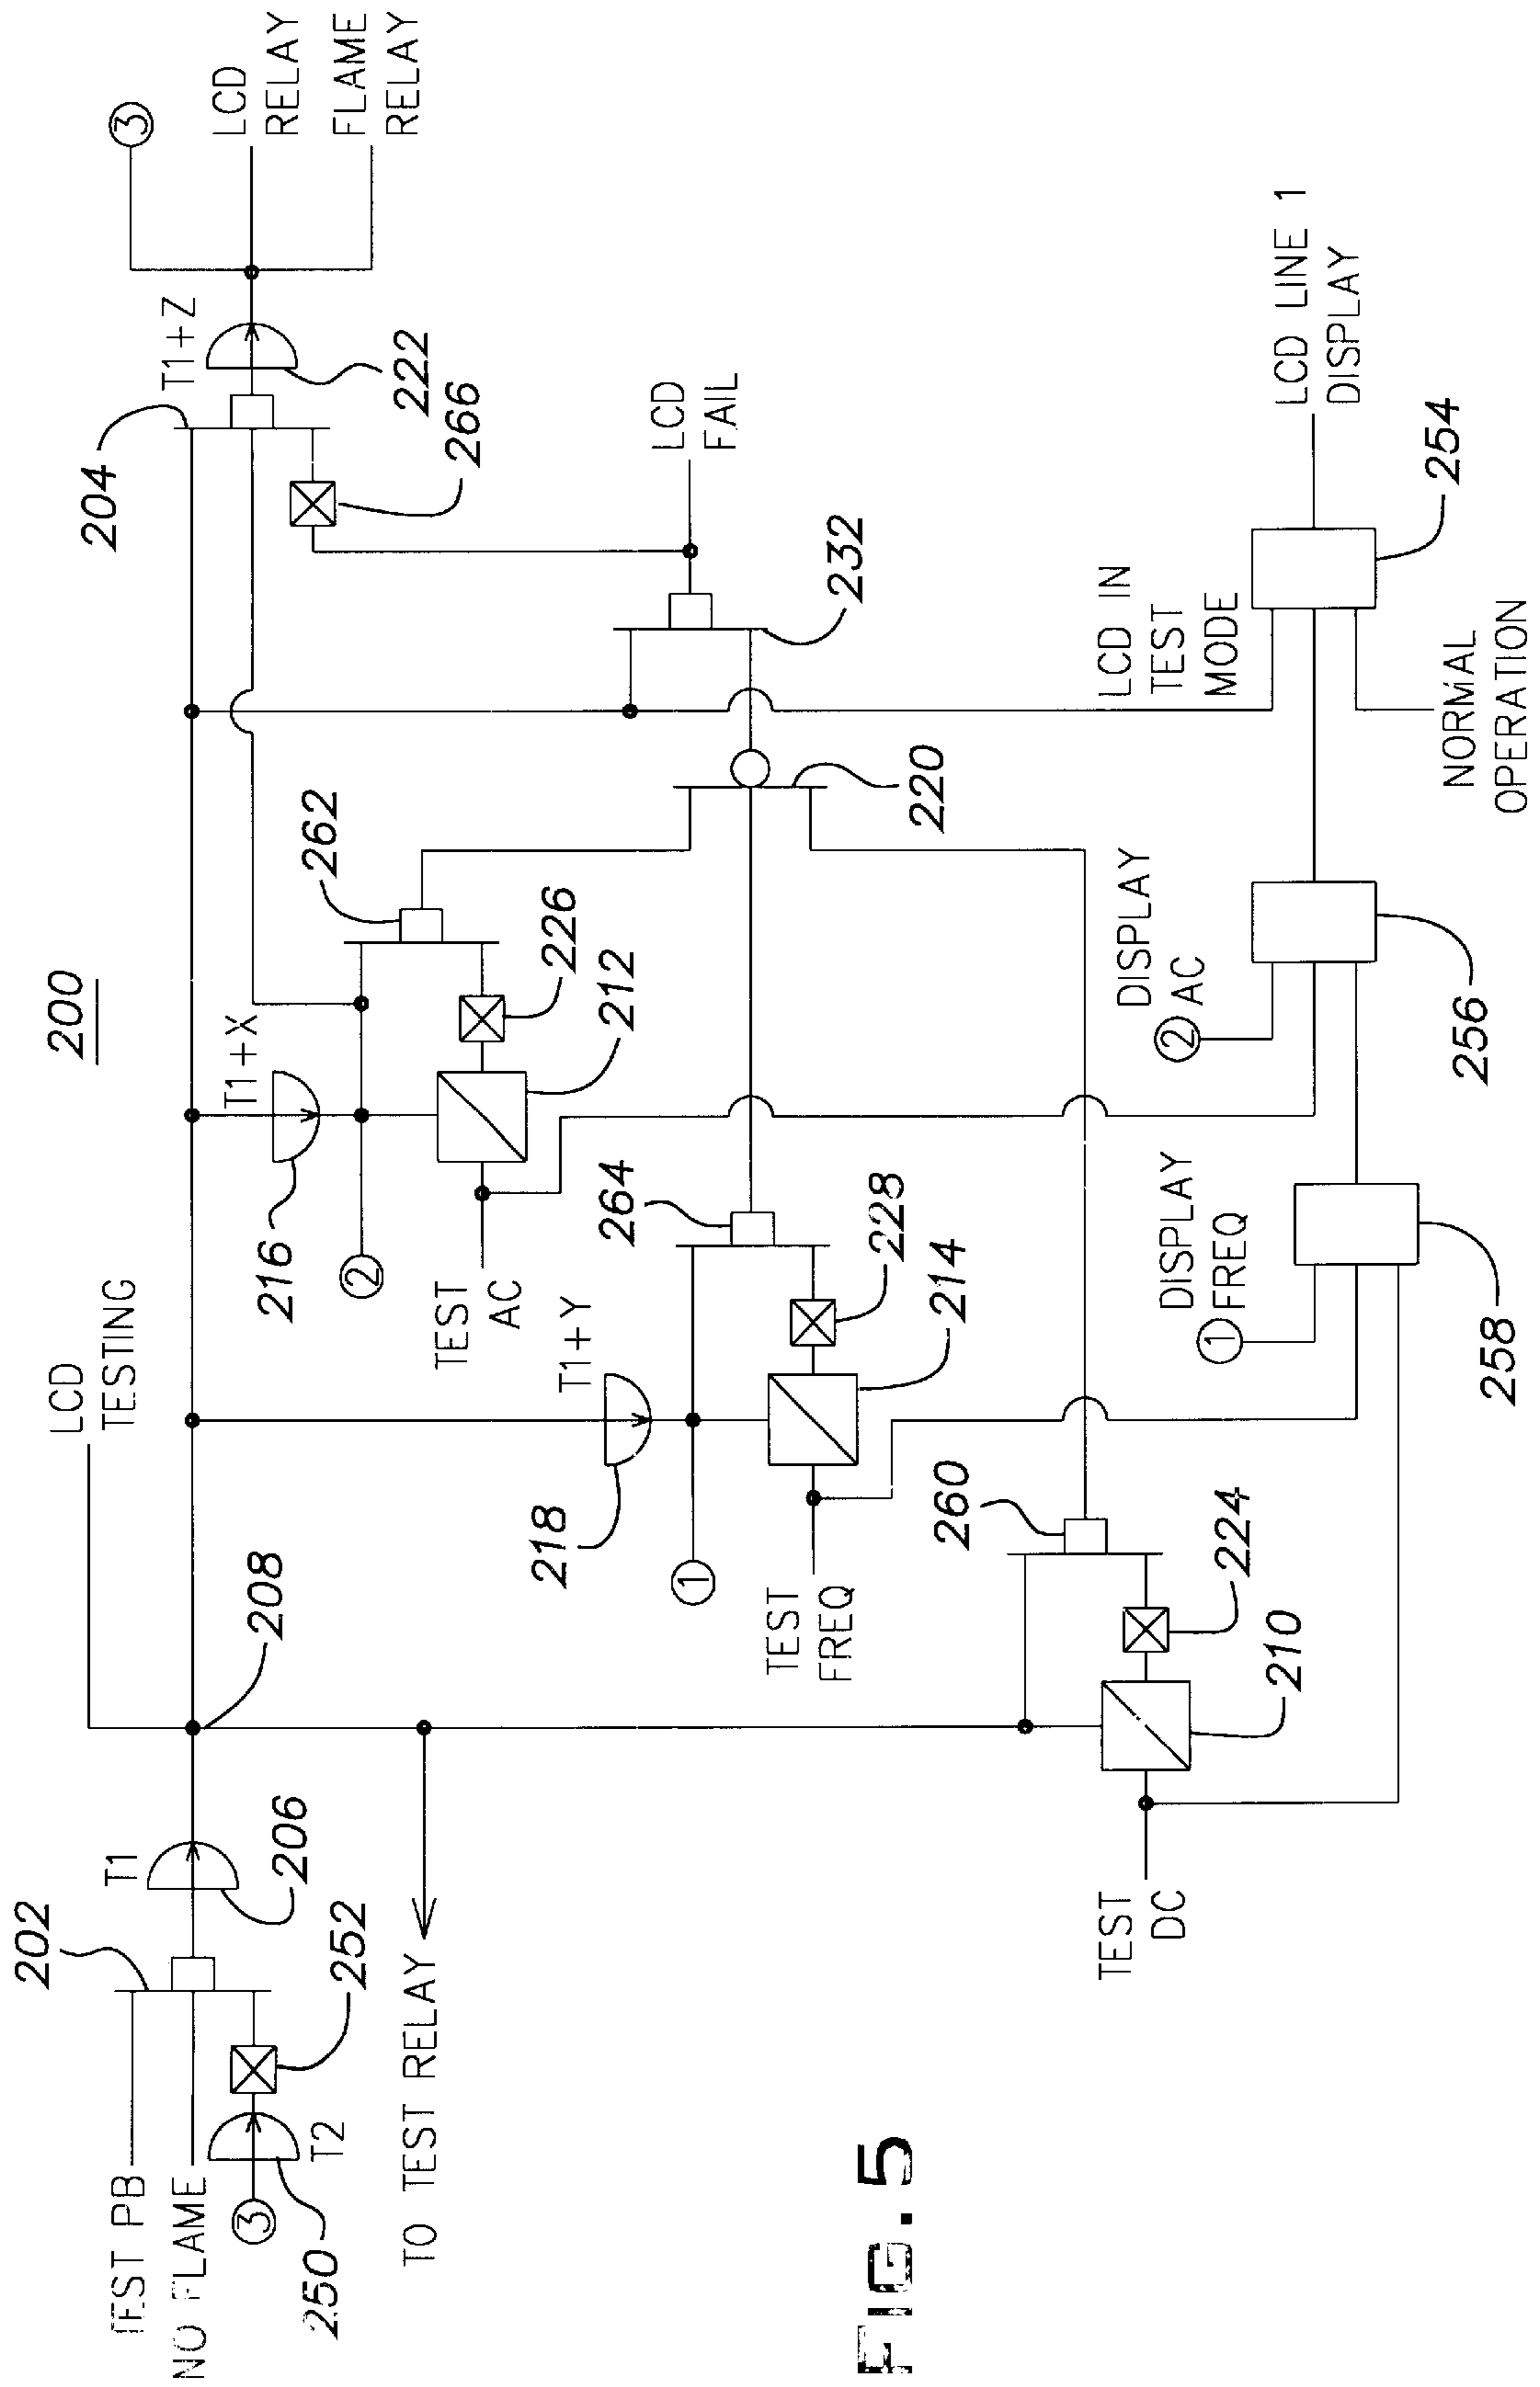 200
LCD
TESTING
TEST PB
NO FLAME
202
T1
206
252
T2
250
3
208
TO TEST RELAY
T1+X
216
2
TEST
AC
262
226
212
T1+Y
218
1
TEST
FREQ
264
228
214
TEST
DC
260
224
210
220
232
LCD
FAIL
204
T1+Z
222
266
3
LCD
RELAY
FLAME
RELAY
DISPLAY
1 FREQ
258
DISPLAY
2 AC
256
LCD IN
TEST
MODE
NORMAL
OPERATION
254
LCD LINE 1
DISPLAY
FIG.5